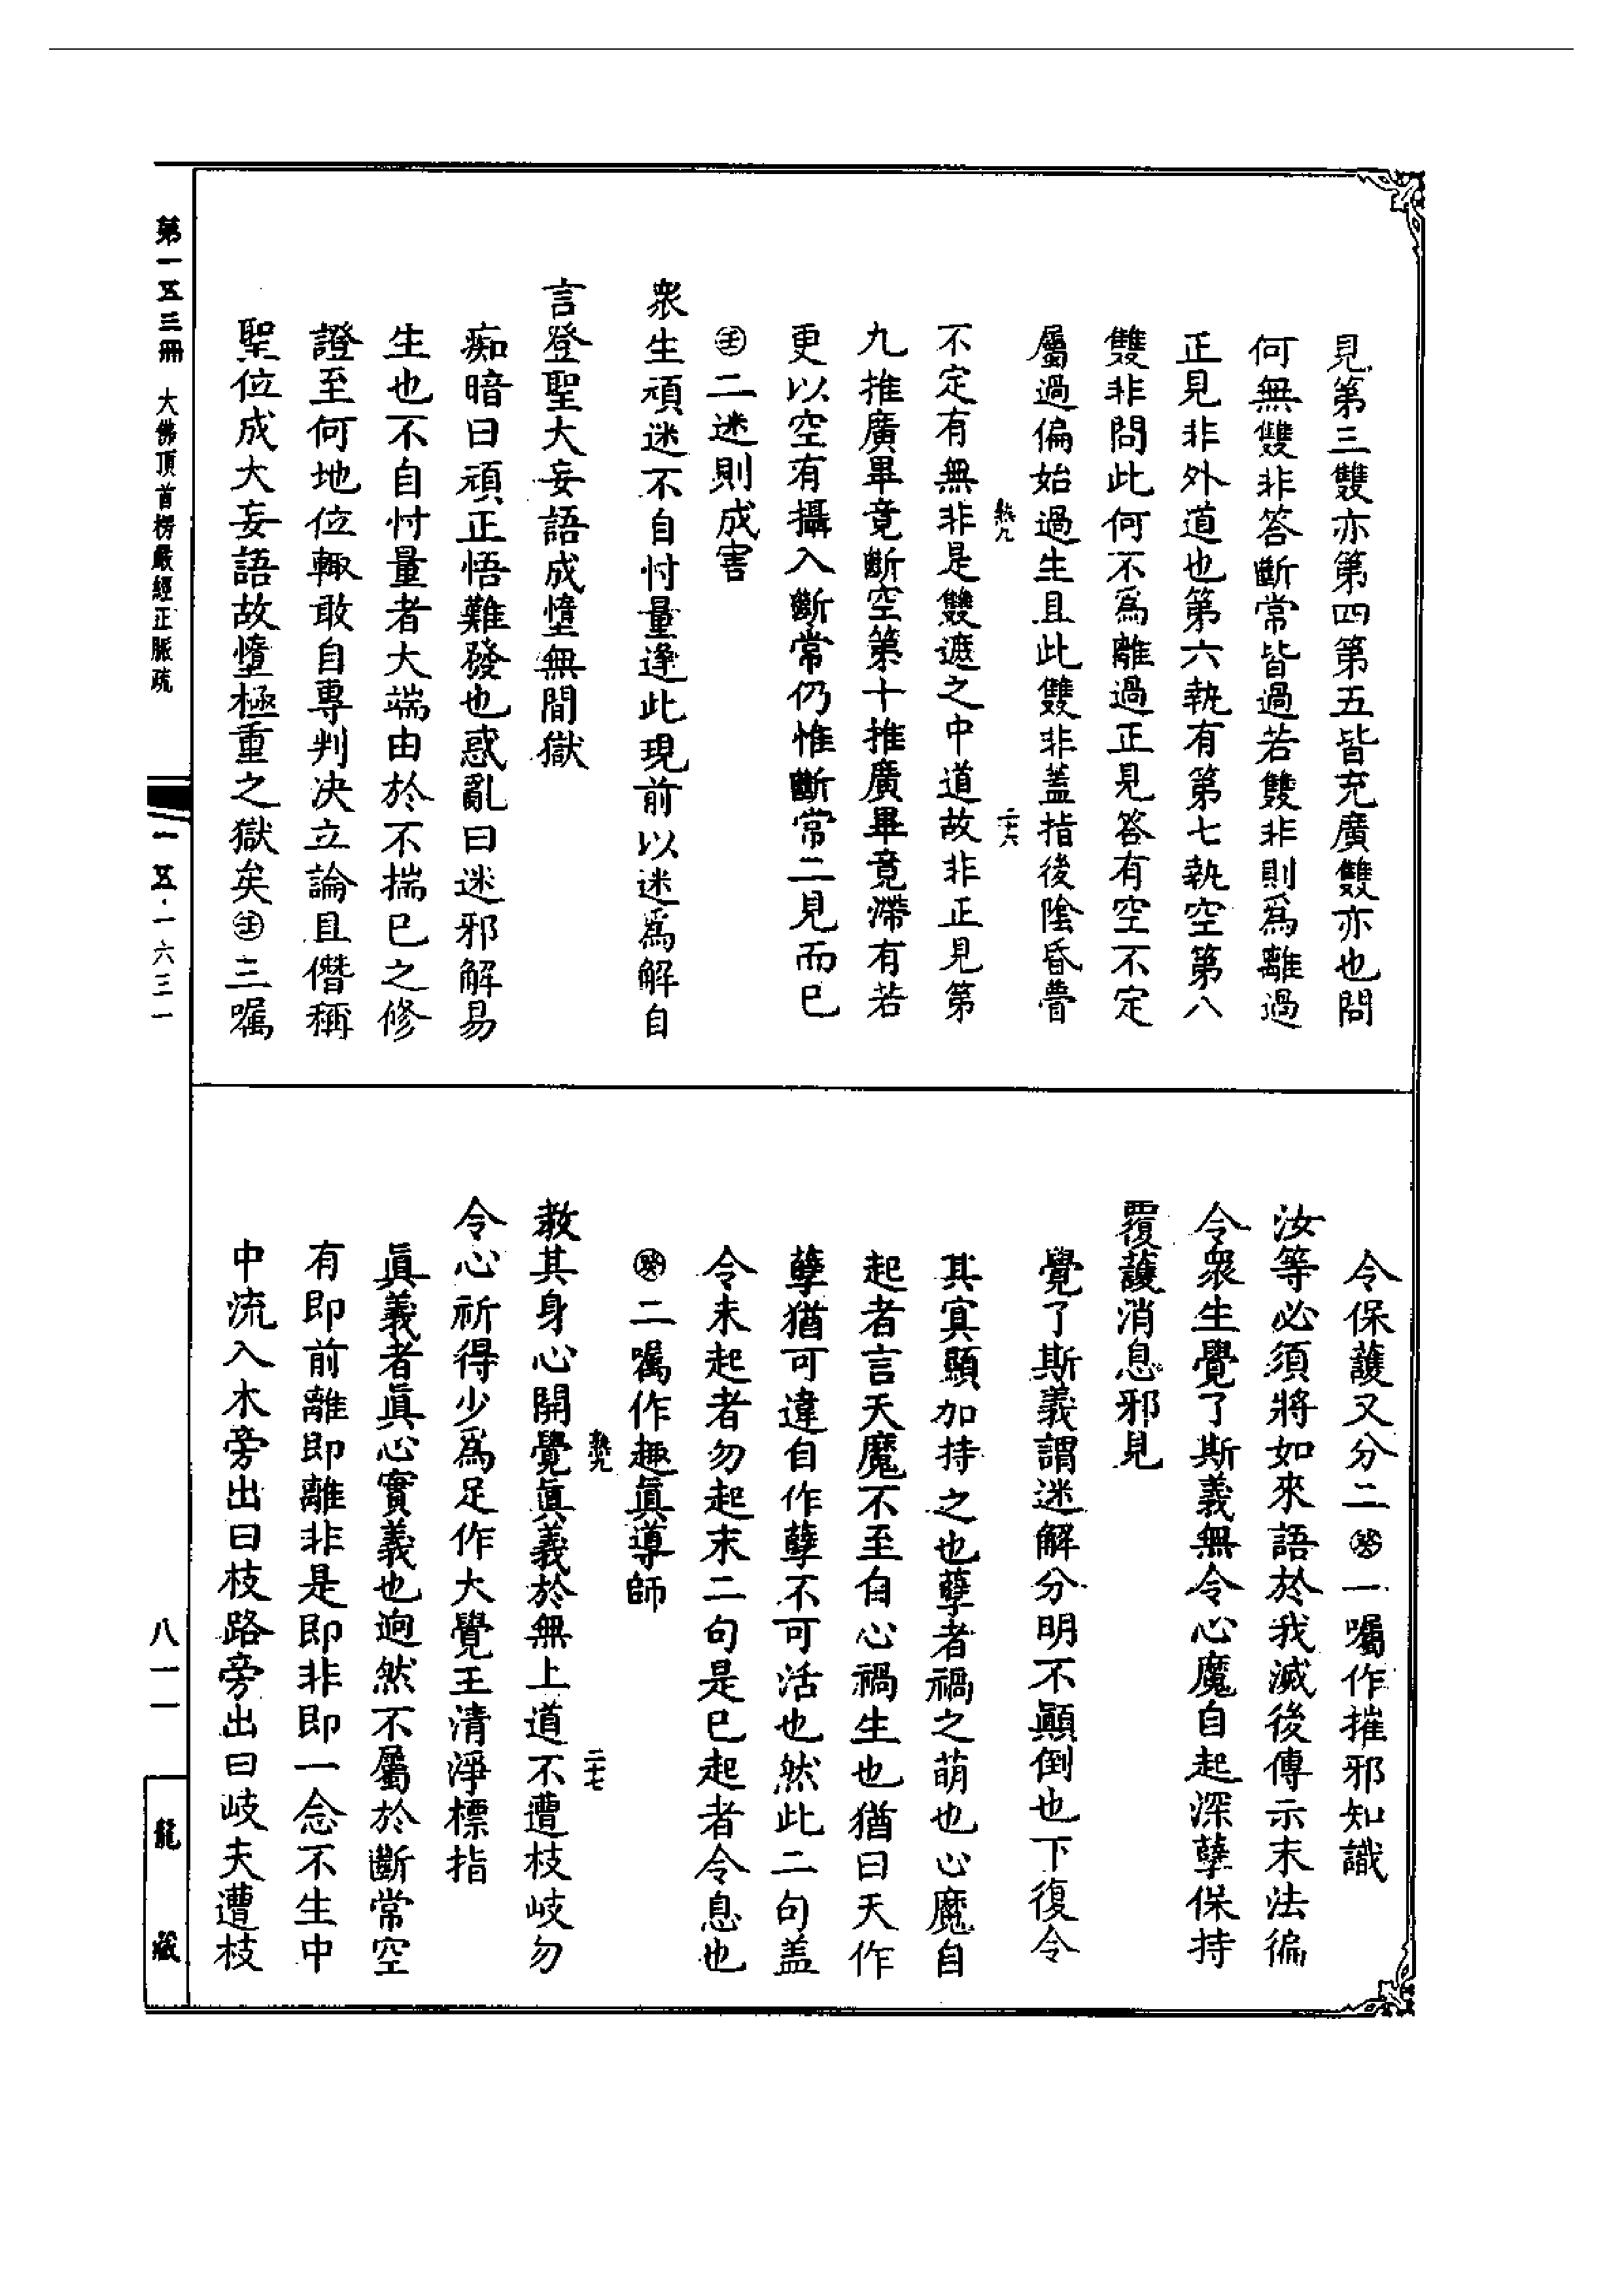 見第三雙亦第四第五皆充廣雙亦也問
何無雙非答斷常皆過若雙非則爲離過
正見非外道也第六執有第七執空第八
雙非問此何不爲離過正見答有空不定
屬過偏始過生且此雙非蓋指後陰昏瞢
不定有無非是雙遮之中道故非正見第
九推廣畢竟斷空第十推廣畢竟滯有若
更以空有攝入斷常仍惟斷常二見而已
㊣二迷則成害
衆生頑迷不自忖量逢此現前以迷爲解自
言登聖大妄語成墮無間獄
痴暗曰頑正悟難發也惑亂曰迷邪解易
生也不自忖量者大端由於不揣已之修
證至何地位輙敢自專判决立論且僭稱
聖位成大妄語故墮極重之獄矣三囑
令保護又分二一囑作摧邪知識
汝等必須將如來語於我滅後傳示末法徧
令衆生覺了斯義無令心魔自起深孽保持
覆護消息邪見
覺了斯義謂迷解分明不顚倒也下復令
其冥顯加持之也孽者禍之萌也心魔自
起者言天魔不至自心禍生也猶曰天作
孽猶可違自作孽不可活也然此二句盖
令未起者勿起末二句是已起者令息也
二囑作趣眞導師
教其身心開覺眞義於無上道不遭枝岐勿
令心祈得少爲足作大覺王清淨標指
眞義者眞心實義也逈然不屬於斷常空
有即前離即離非是即非即一念不生中
中流入木旁出曰枝路旁出曰岐夫遭枝
第一五三冊 大佛頂首楞嚴經正脈疏
一五·一六三一
八一一
龍藏
二十六
二十七